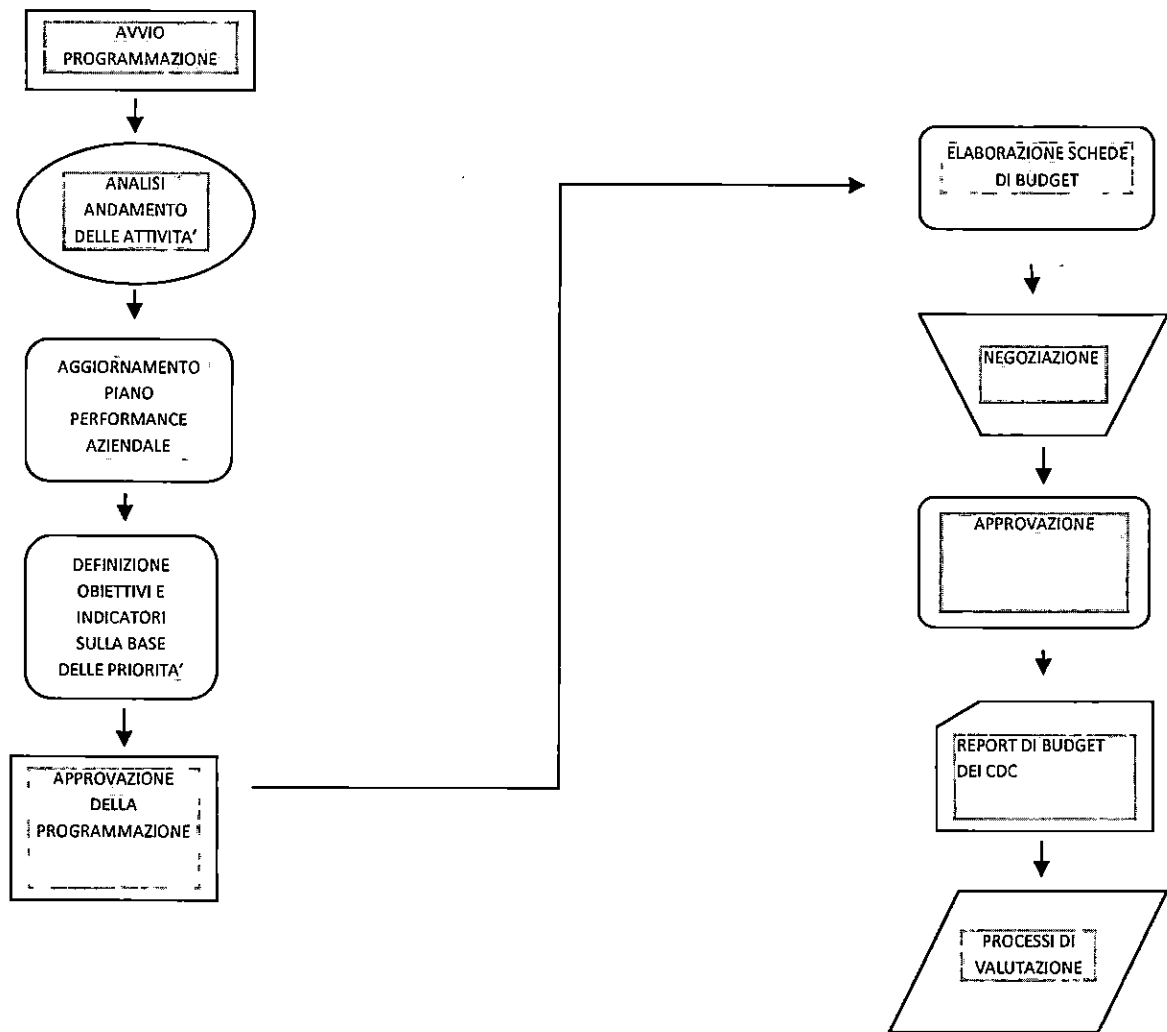 AVVIO
PROGRAMMAZIONE
ANALISI
ANDAMENTO
DELLE ATTIVITA'
AGGIORNAMENTO
PIANO
PERFORMANCE
AZIENDALE
DEFINIZIONE
OBIETTIVI E
INDICATORI
SULLA BASE
DELLE PRIORITA'
APPROVAZIONE
DELLA
PROGRAMMAZIONE
ELABORAZIONE SCHEDE
DI BUDGET
NEGOZIAZIONE
APPROVAZIONE
REPORT DI BUDGET
DEI CDC
PROCESSI DI
VALUTAZIONE